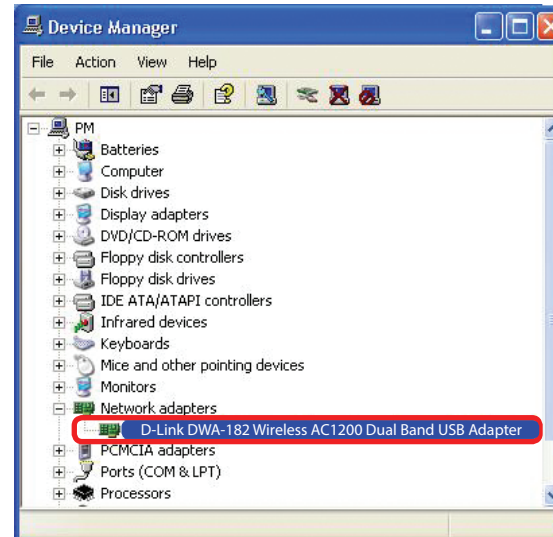 Device Manager
File Action View Help
PM
Batteries
Computer
Disk drives
Display adapters
DVD/CD-ROM drives
Floppy disk controllers
Floppy disk drives
IDE ATA/ATAPI controllers
Infrared devices
Keyboards
Mice and other pointing devices
Monitors
Network adapters
D-Link DWA-182 Wireless AC1200 Dual Band USB Adapter
PCMCIA adapters
Ports (COM & LPT)
Processors